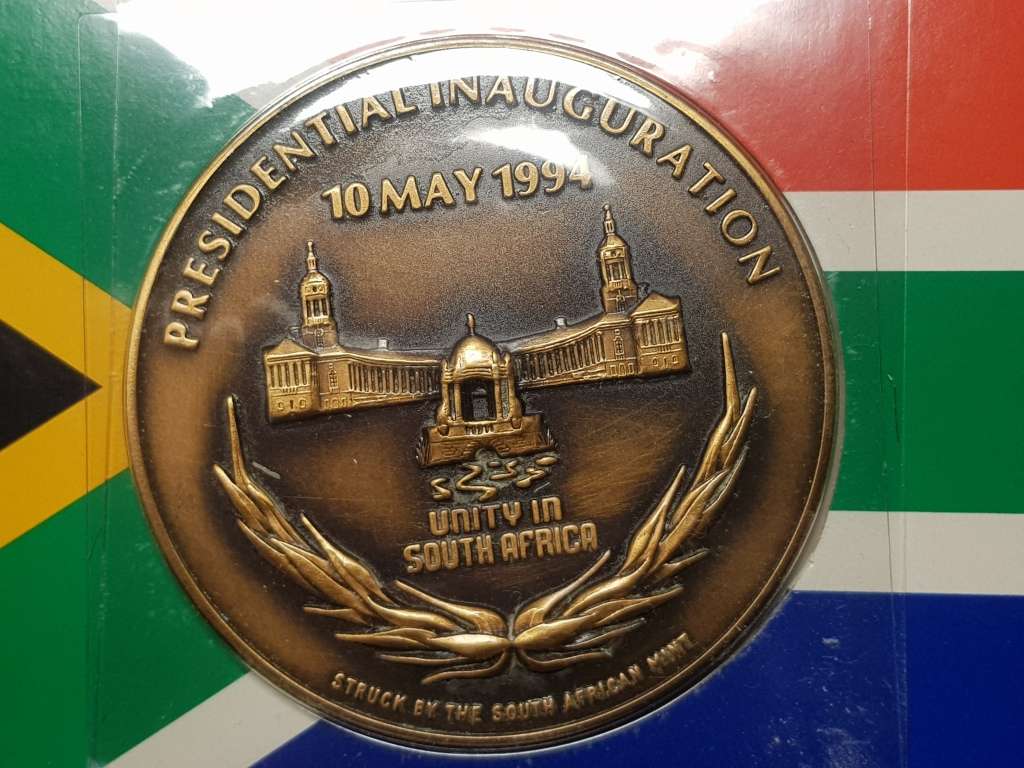 PRESIDENTIAL INAUGURATION
10 MAY 1994
UNITY IN
SOUTH AFRICA
STRUCK BY THE SOUTH AFRICAN MINT